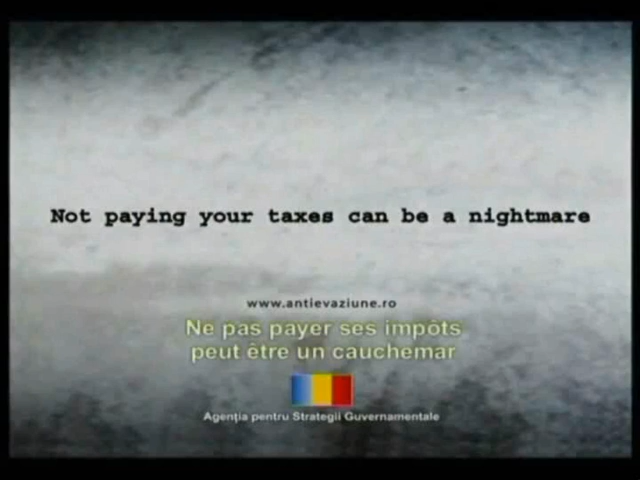 Not paying your taxes can be a nightmare
www.antievaziune.ro
Ne pas payer ses impôts
peut être un cauchemar
Agenția pentru Strategii Guvernamentale